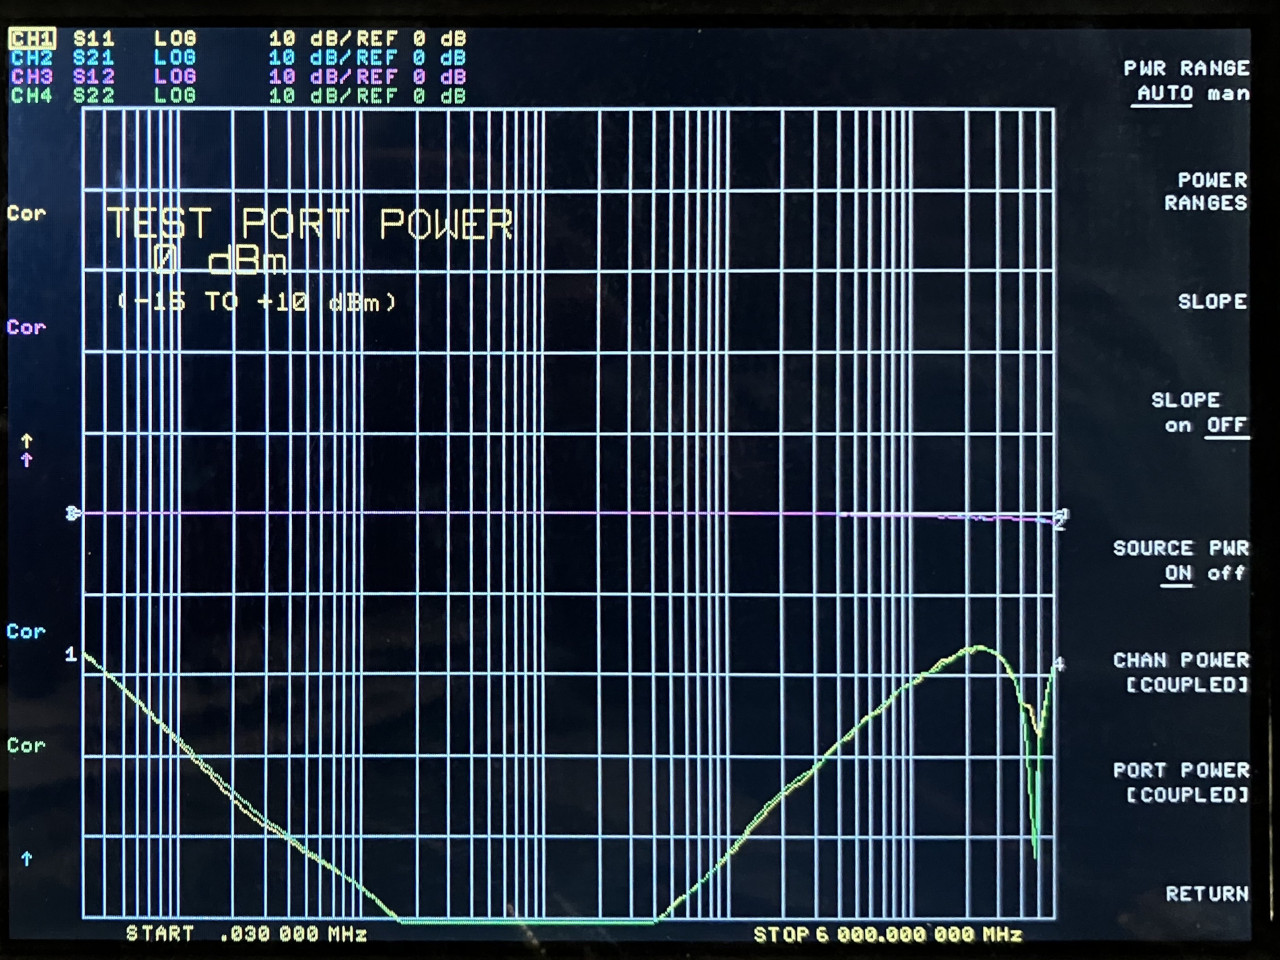 CH1 S11 LOG 10 dB/REF 0 dB
CH2 S21 LOG 10 dB/REF 0 dB
CH3 S12 LOG 10 dB/REF 0 dB
CH4 S22 LOG 10 dB/REF 0 dB
PWR RANGE
AUTO man
POWER
RANGES
Cor
TEST PORT POWER
0 dBm
(-15 TO +10 dBm)
SLOPE
Cor
SLOPE
on OFF
↑
↑
2
SOURCE PWR
ON off
Cor
1
4
CHAN POWER
[COUPLED]
Cor
PORT POWER
[COUPLED]
↑
RETURN
START .030 000 MHz
STOP 6 000.000 000 MHz